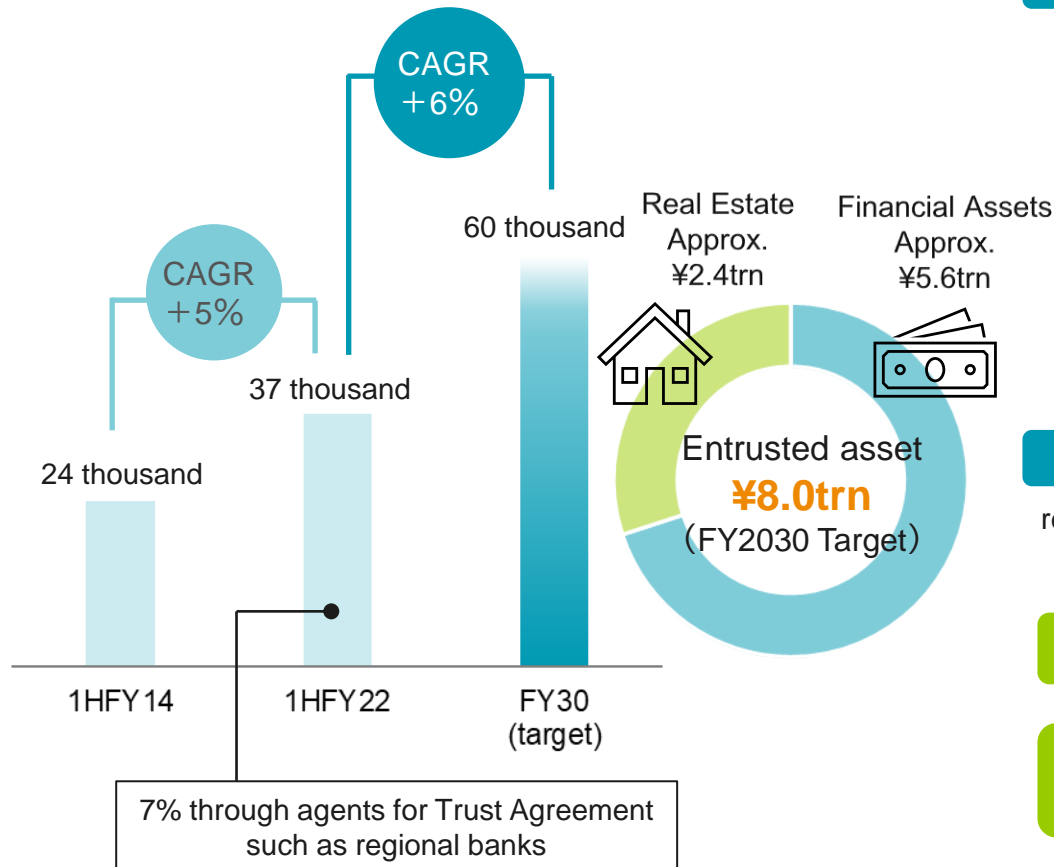 CAGR
＋6%
CAGR
＋5%
60 thousand
37 thousand
24 thousand
Real Estate
Approx.
¥2.4trn
Financial Assets
Approx.
¥5.6trn
Entrusted asset
¥8.0trn
（FY2030 Target）
1HFY14
1HFY22
FY30
(target)
7% through agents for Trust Agreement
such as regional banks